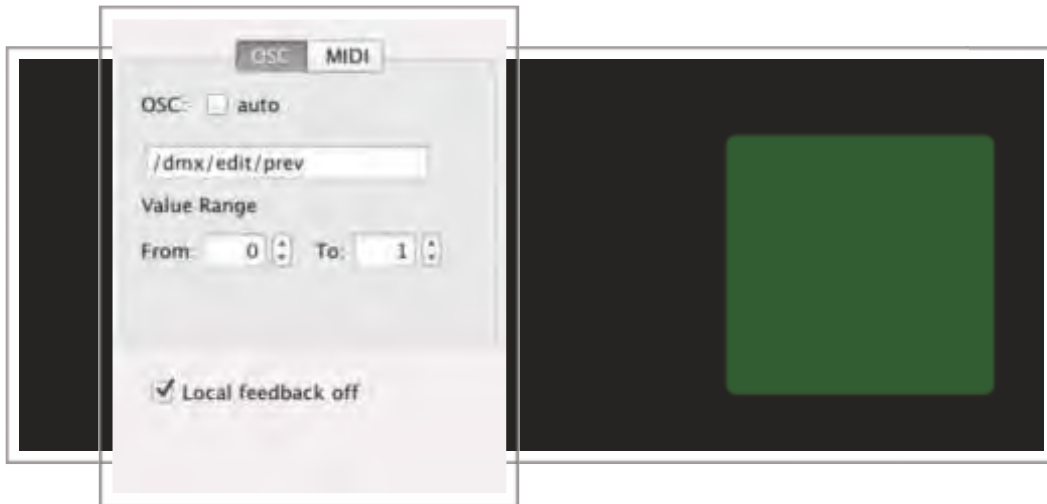 OSC MIDI
OSC: auto
/dmx/edit/prev
Value Range
From: 0 To: 1
Local feedback off